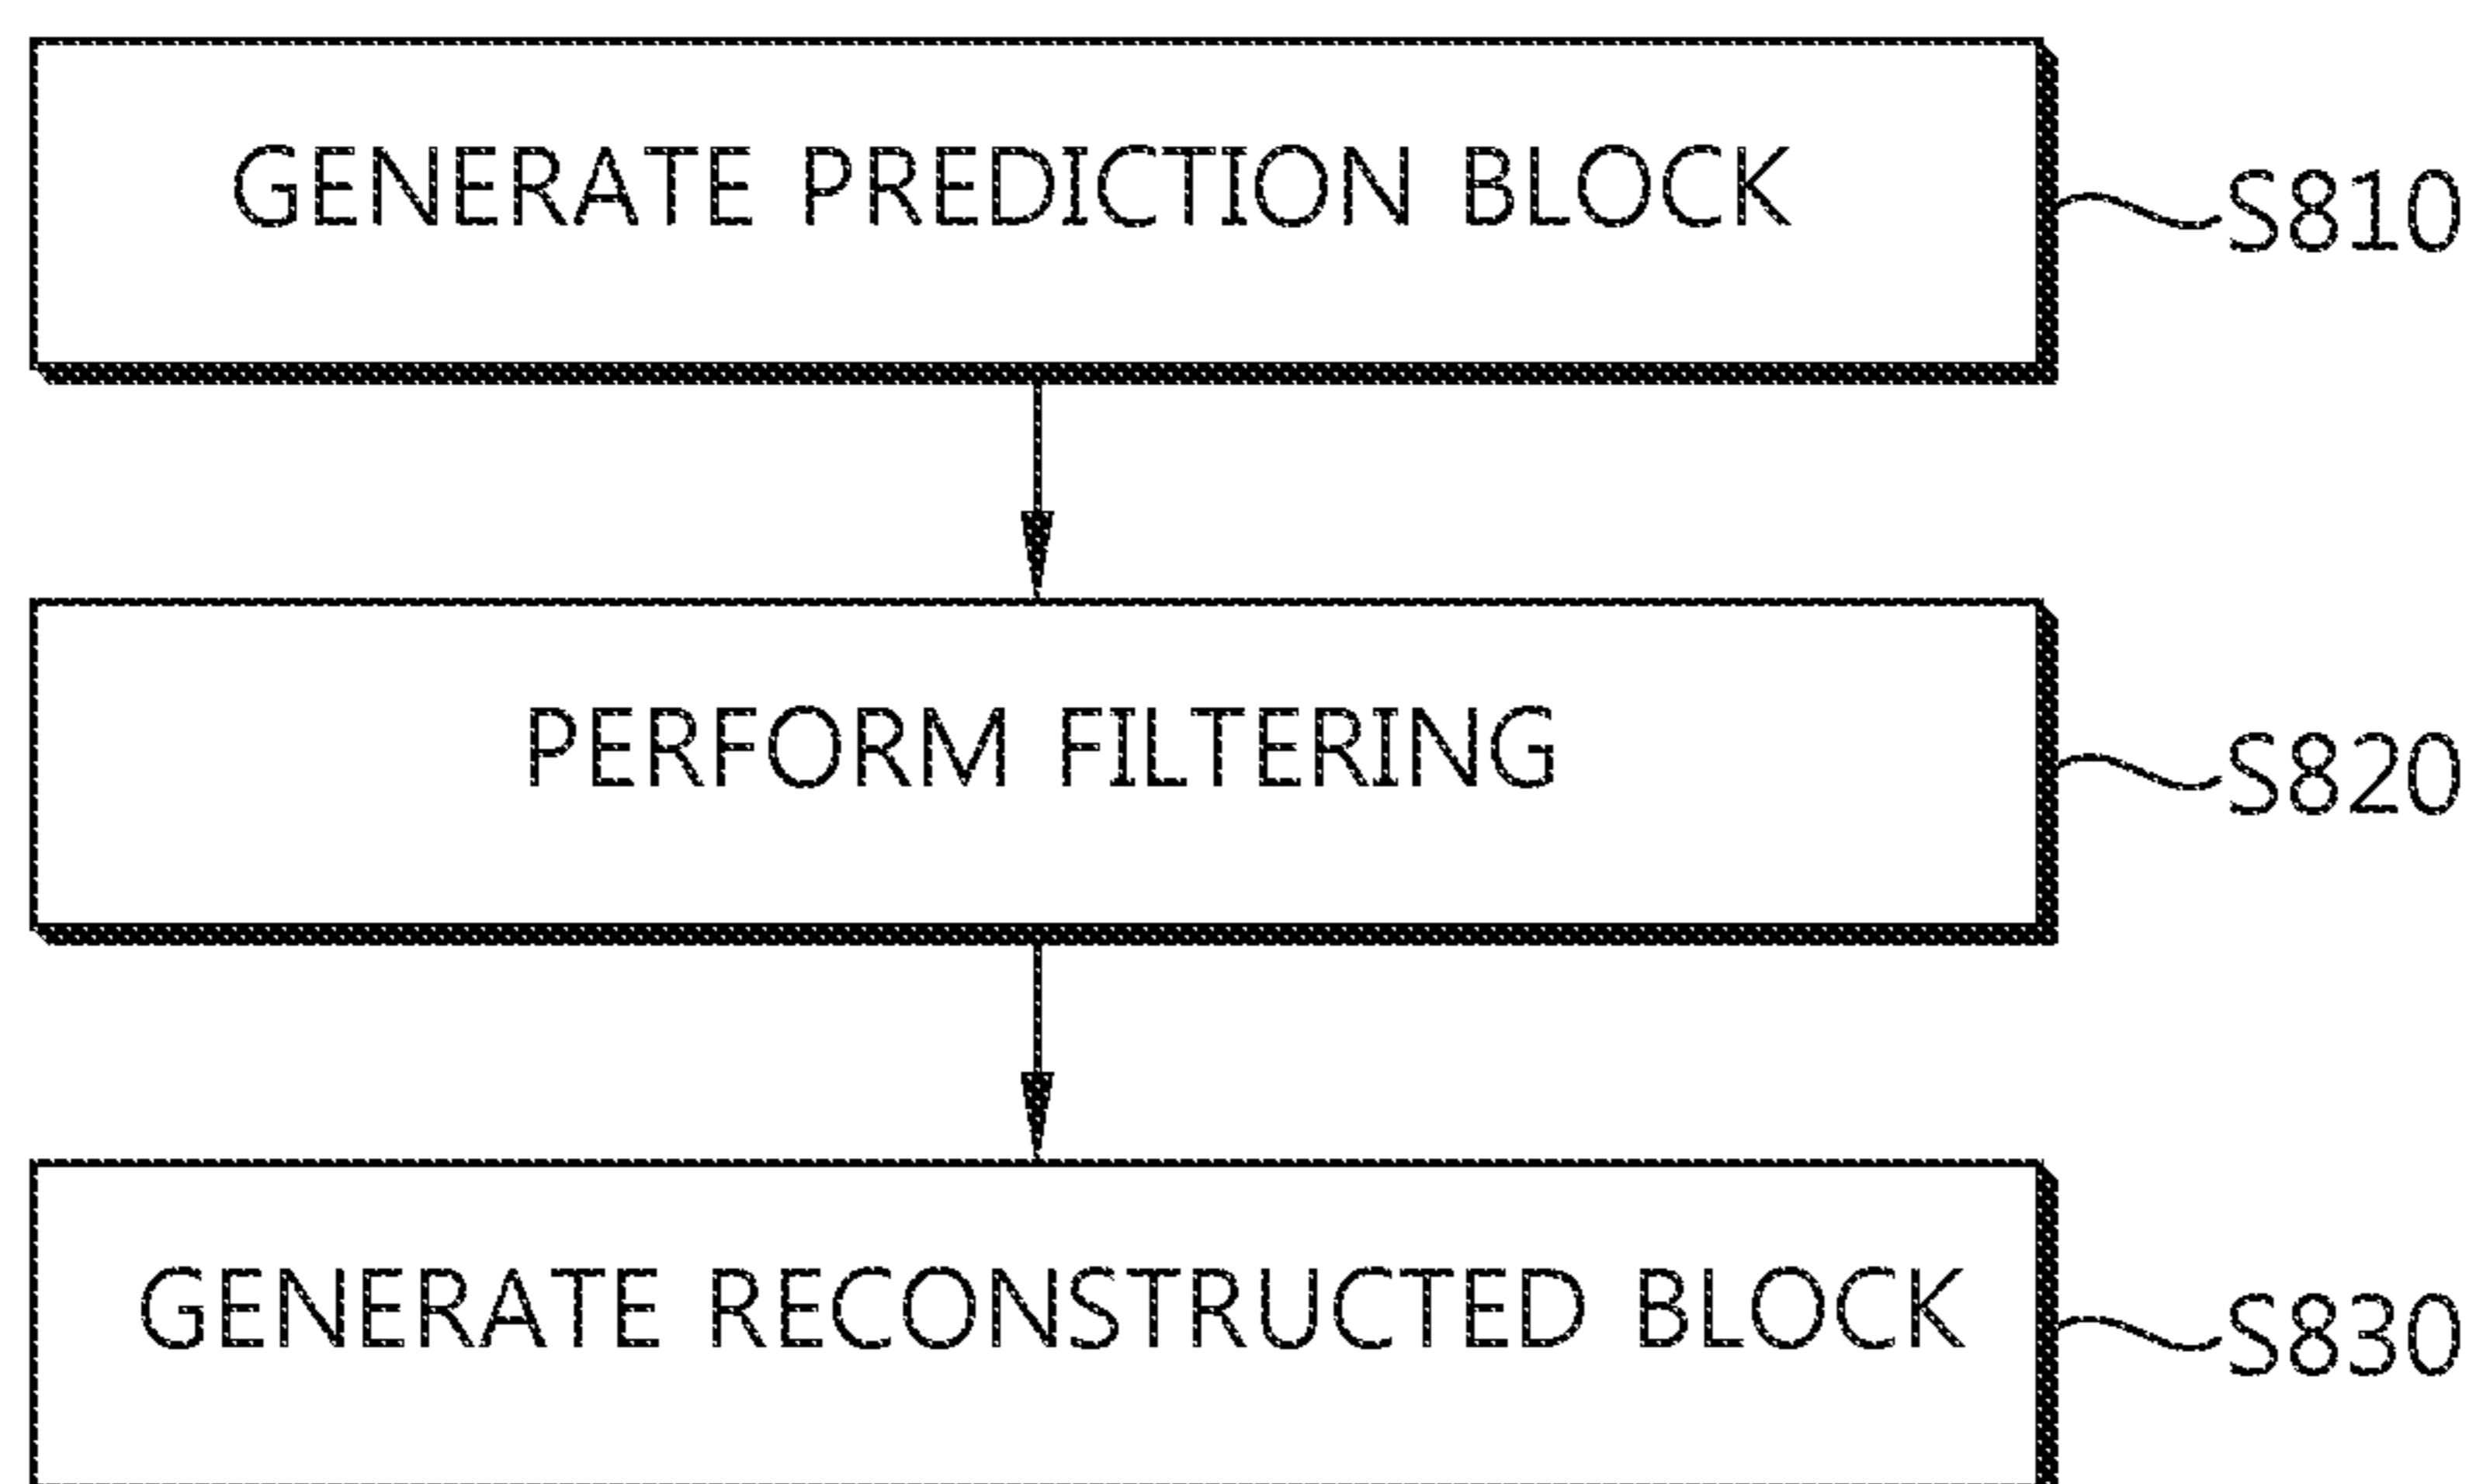 GENERATE PREDICTION BLOCK
S810
PERFORM FILTERING
S820
GENERATE RECONSTRUCTED BLOCK
S830